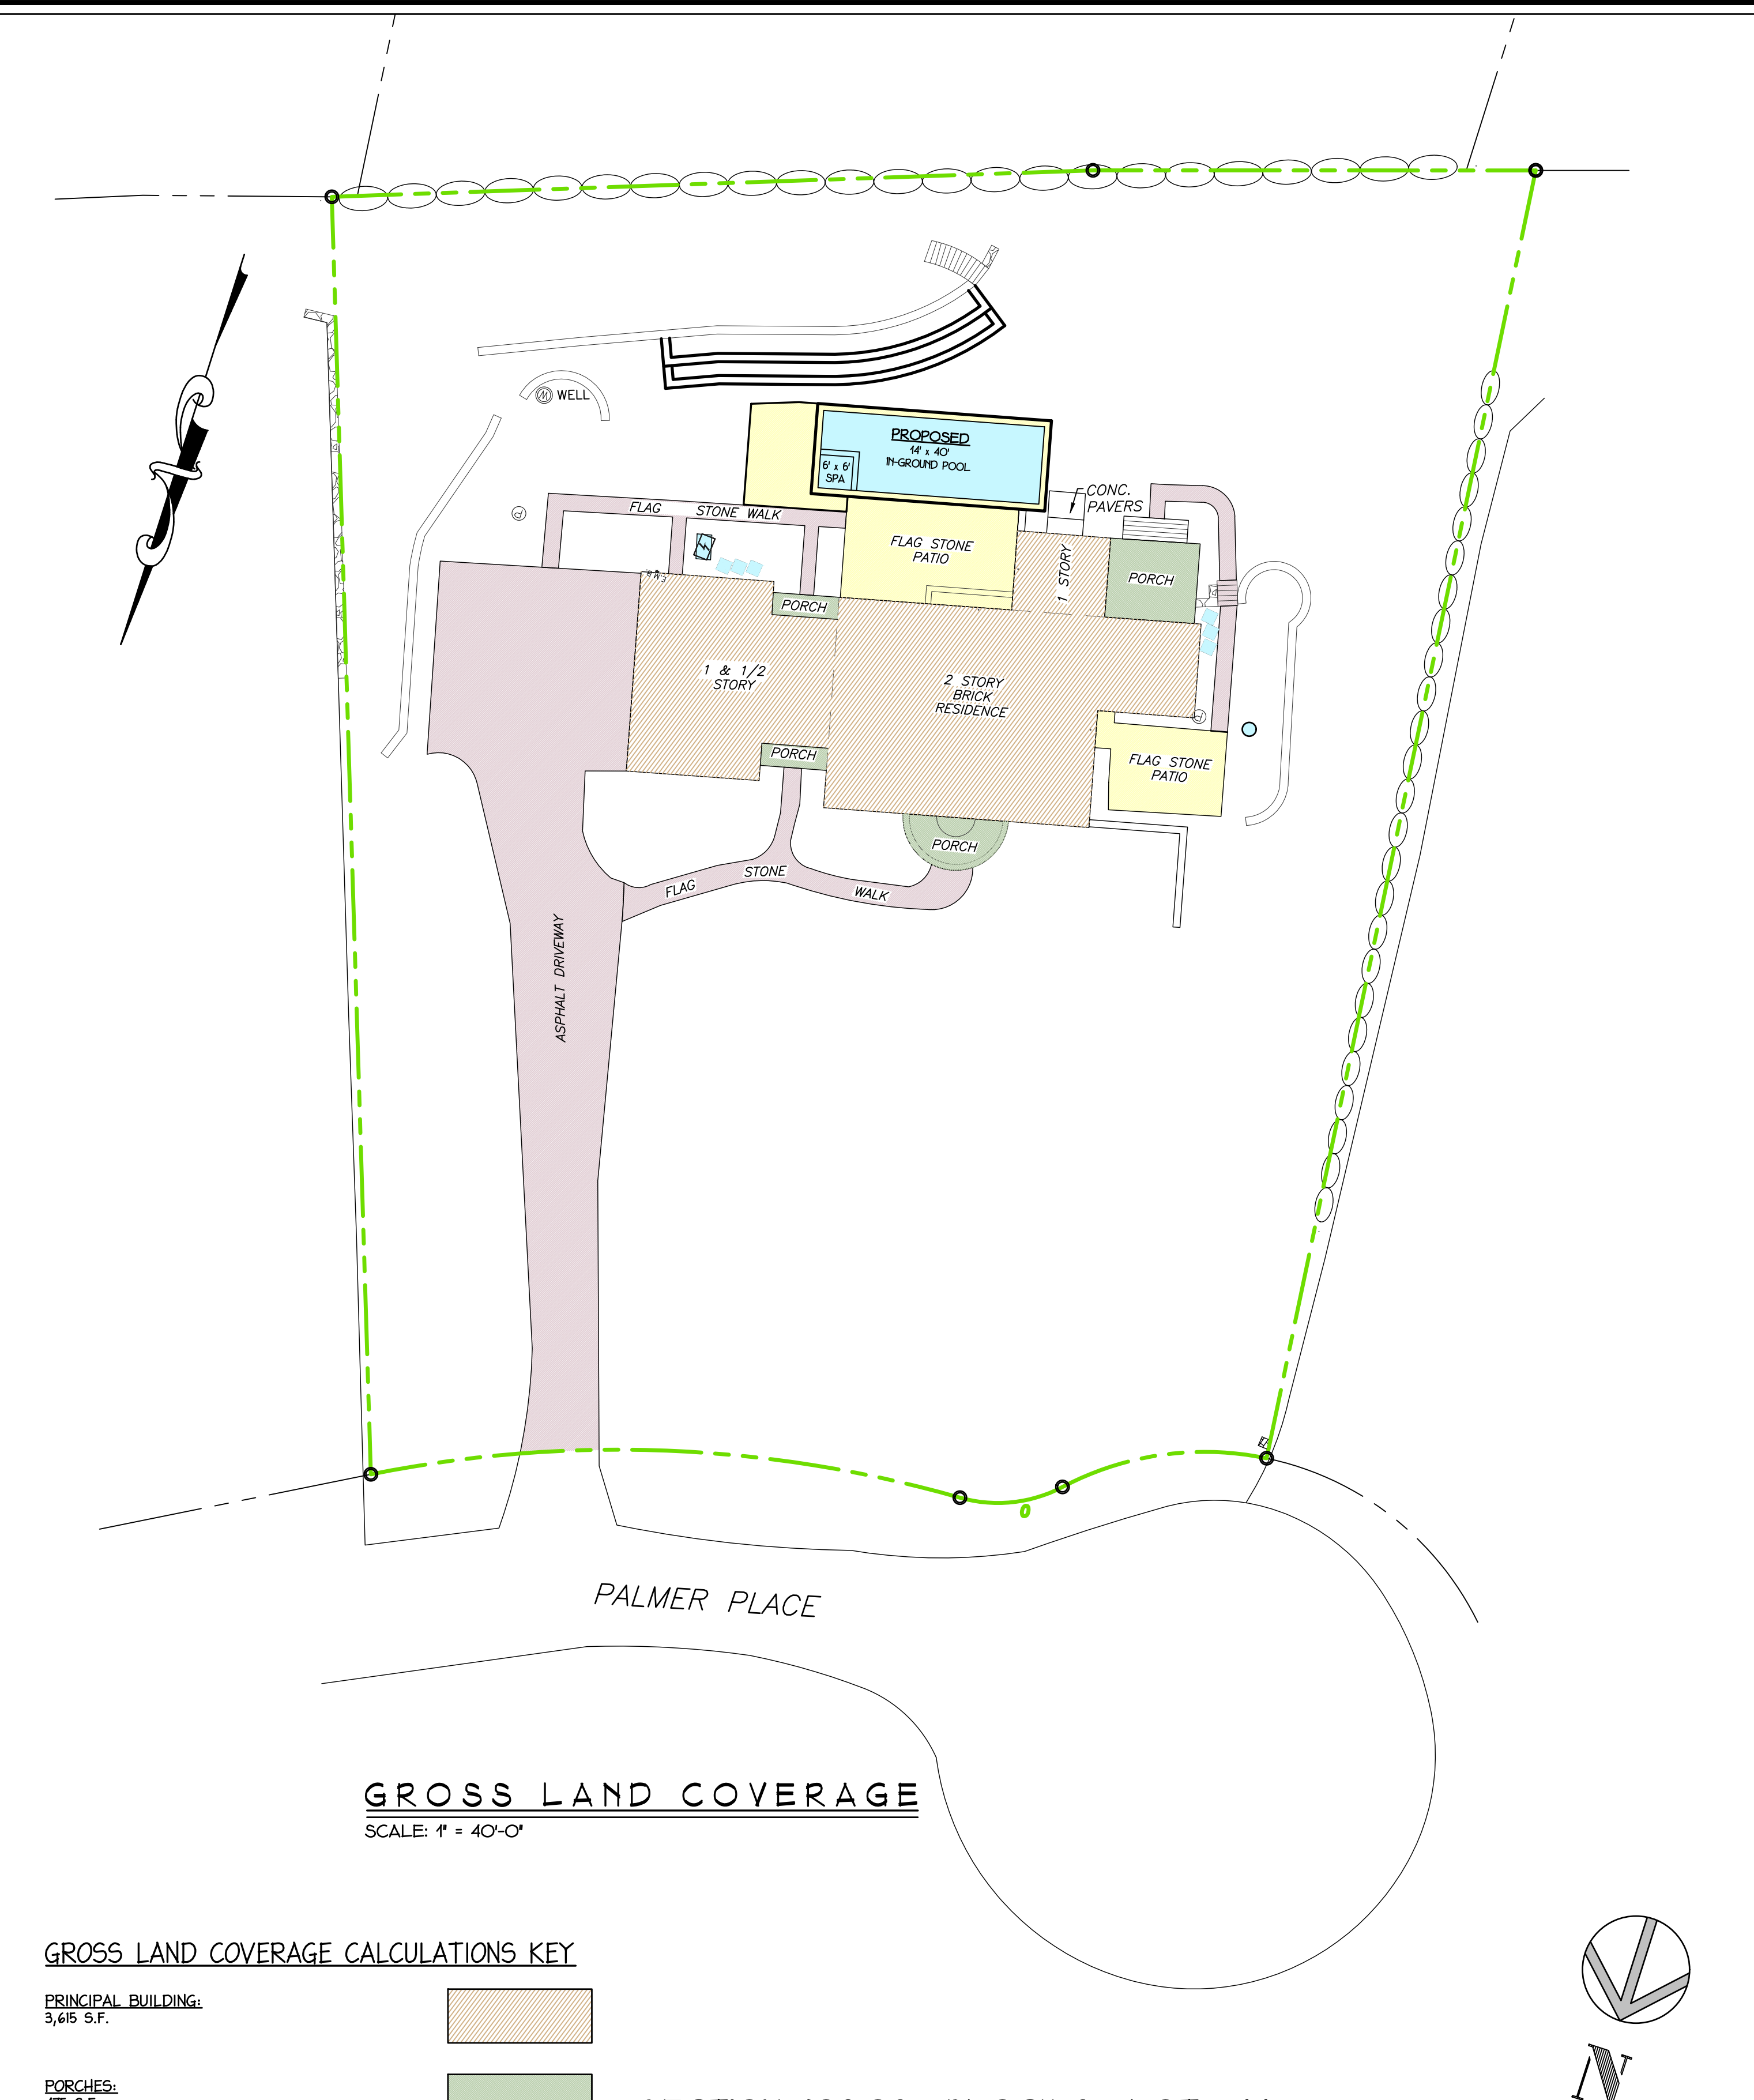 WELL
PROPOSED
14' x 40'
IN-GROUND POOL
6' x 6'
SPA
CONC.
PAVERS
FLAG STONE WALK
FLAG STONE
PATIO
1 STORY
PORCH
PORCH
1 & 1/2
STORY
2 STORY
BRICK
RESIDENCE
PORCH
FLAG STONE
PATIO
PORCH
FLAG STONE WALK
ASPHALT DRIVEWAY
PALMER PLACE
GROSS LAND COVERAGE
SCALE: 1" = 40'-0"
GROSS LAND COVERAGE CALCULATIONS KEY
PRINCIPAL BUILDING:
3,615 S.F.
PORCHES:
N